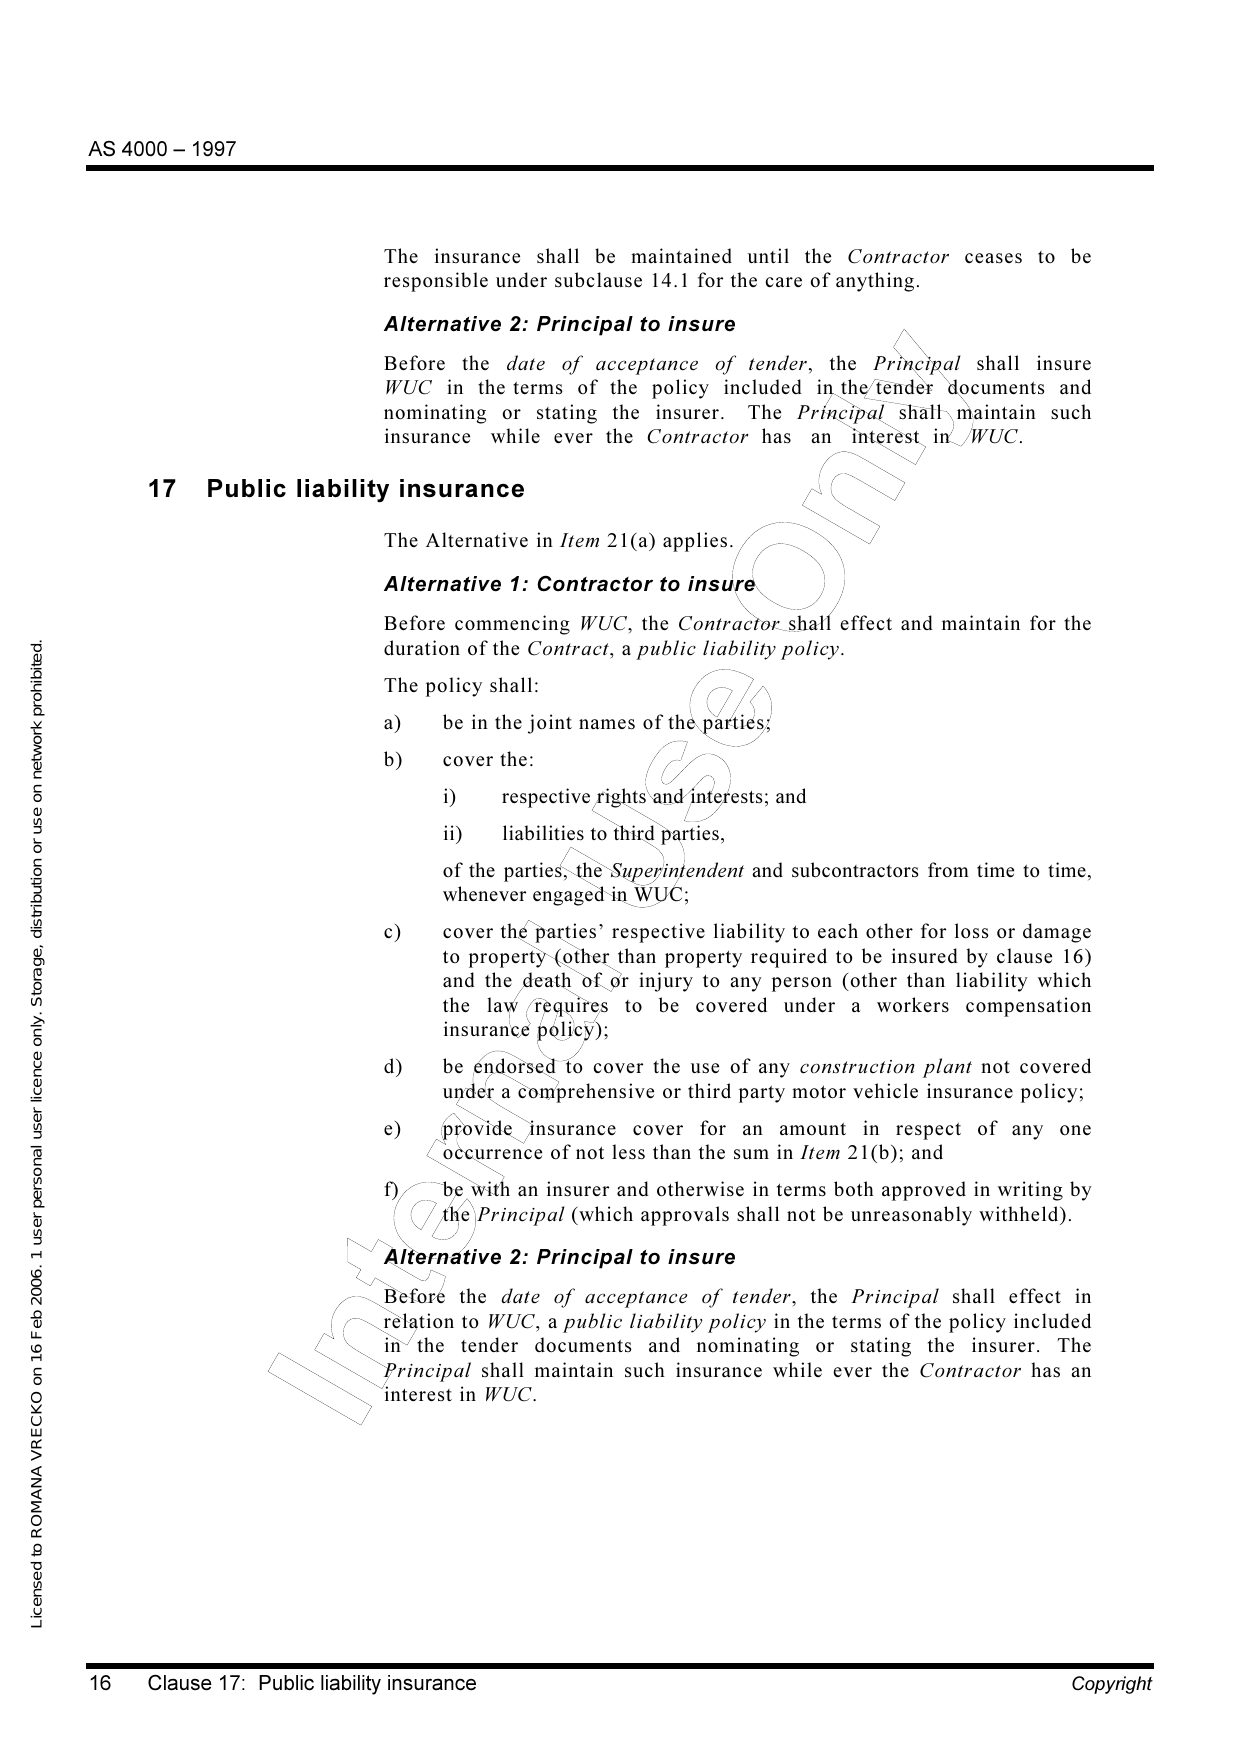 AS 4000 – 1997
The insurance shall be maintained until the Contractor ceases to be
responsible under subclause 14.1 for the care of anything.
Alternative 2: Principal to insure
Before the date of acceptance of tender, the Principal shall insure
WUC in the terms of the policy included in the tender documents and
nominating or stating the insurer. The Principal shall maintain such
insurance while ever the Contractor has an interest in WUC.
17 Public liability insurance
The Alternative in Item 21(a) applies.
Alternative 1: Contractor to insure
Before commencing WUC, the Contractor shall effect and maintain for the
duration of the Contract, a public liability policy.
The policy shall:
a) be in the joint names of the parties;
b) cover the:
i) respective rights and interests; and
ii) liabilities to third parties,
of the parties, the Superintendent and subcontractors from time to time,
whenever engaged in WUC;
c) cover the parties’ respective liability to each other for loss or damage
to property (other than property required to be insured by clause 16)
and the death of or injury to any person (other than liability which
the law requires to be covered under a workers compensation
insurance policy);
d) be endorsed to cover the use of any construction plant not covered
under a comprehensive or third party motor vehicle insurance policy;
e) provide insurance cover for an amount in respect of any one
occurrence of not less than the sum in Item 21(b); and
f) be with an insurer and otherwise in terms both approved in writing by
the Principal (which approvals shall not be unreasonably withheld).
Alternative 2: Principal to insure
Before the date of acceptance of tender, the Principal shall effect in
relation to WUC, a public liability policy in the terms of the policy included
in the tender documents and nominating or stating the insurer. The
Principal shall maintain such insurance while ever the Contractor has an
interest in WUC.
Internal Use Only
Licensed to ROMANA VRECKO on 16 Feb 2006. 1 user personal user licence only. Storage, distribution or use on network prohibited.
16 Clause 17: Public liability insurance Copyright